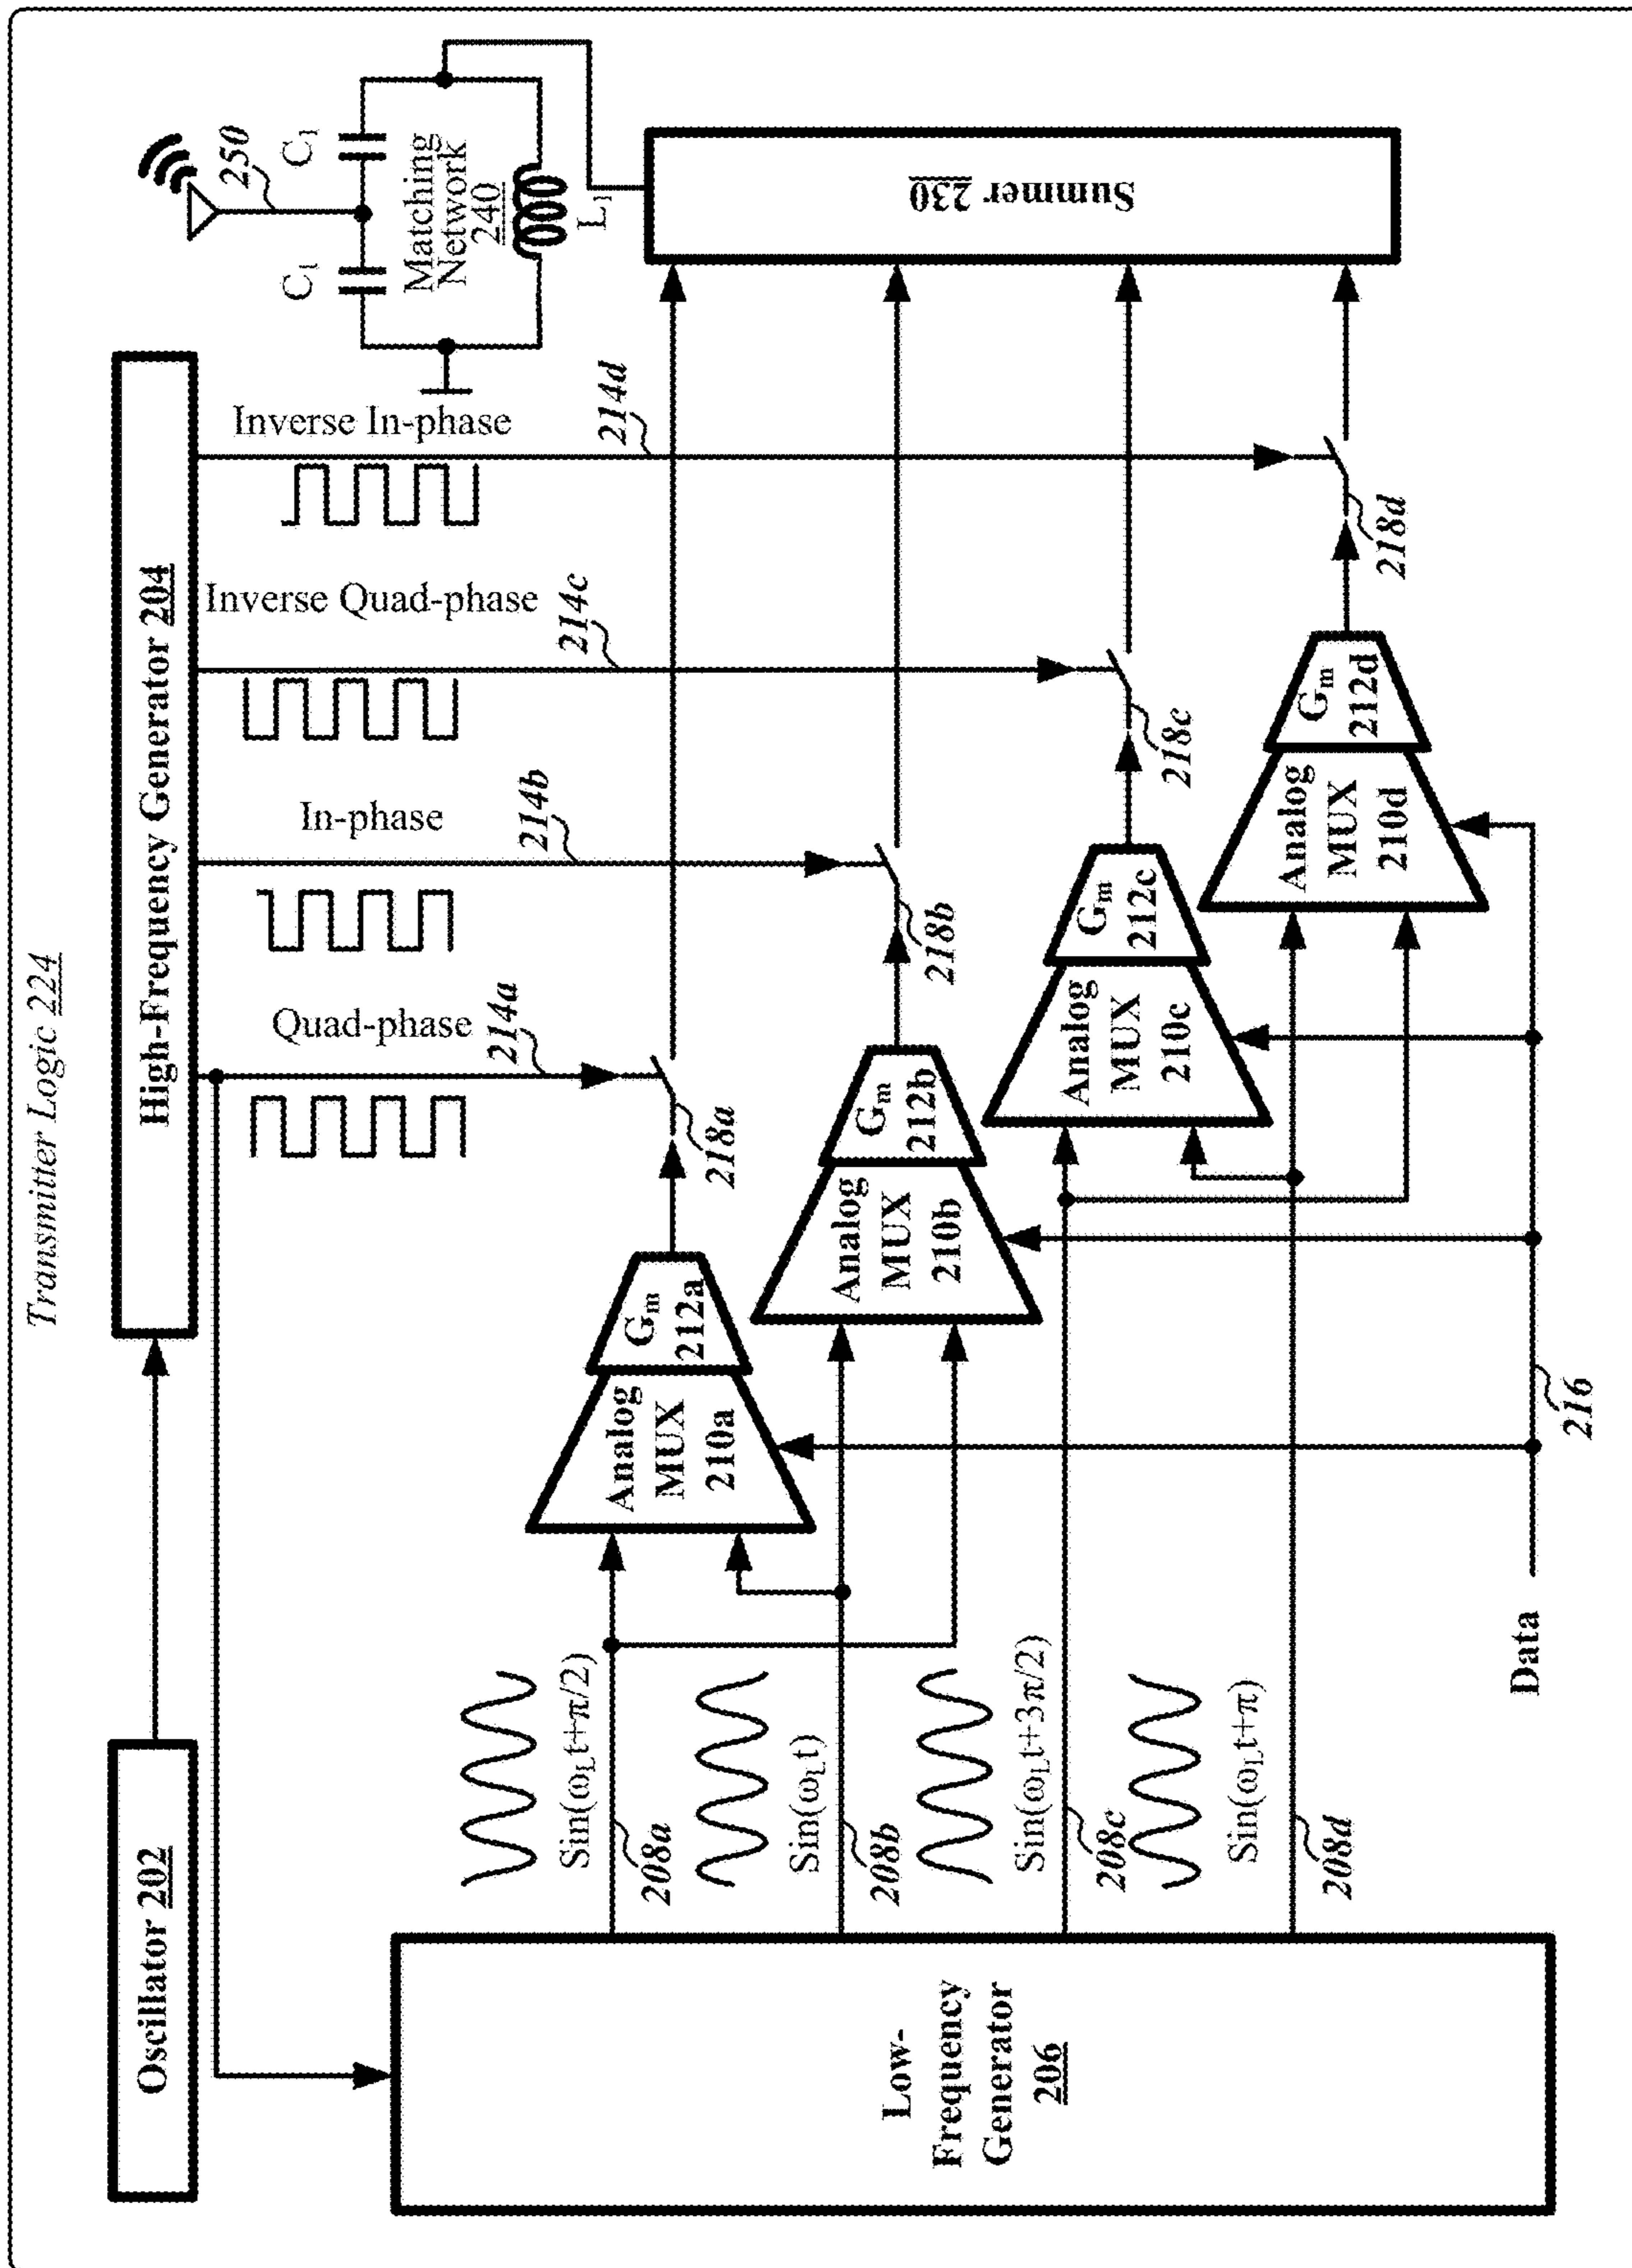 Transmitter Logic 224
Oscillator 202
High-Frequency Generator 204
Quad-phase
214a
In-phase
214b
Inverse Quad-phase
214c
Inverse In-phase
214d
250
C1
C1
Matching
Network
240
L1
Low-
Frequency
Generator
206
Sin(ωLt+π/2)
208a
Sin(ωLt)
208b
Sin(ωLt+3π/2)
208c
Sin(ωLt+π)
208d
Analog
MUX
210a
Gm
212a
218a
Analog
MUX
210b
Gm
212b
218b
Analog
MUX
210c
Gm
212c
218c
Analog
MUX
210d
Gm
212d
218d
Summer 230
Data
216